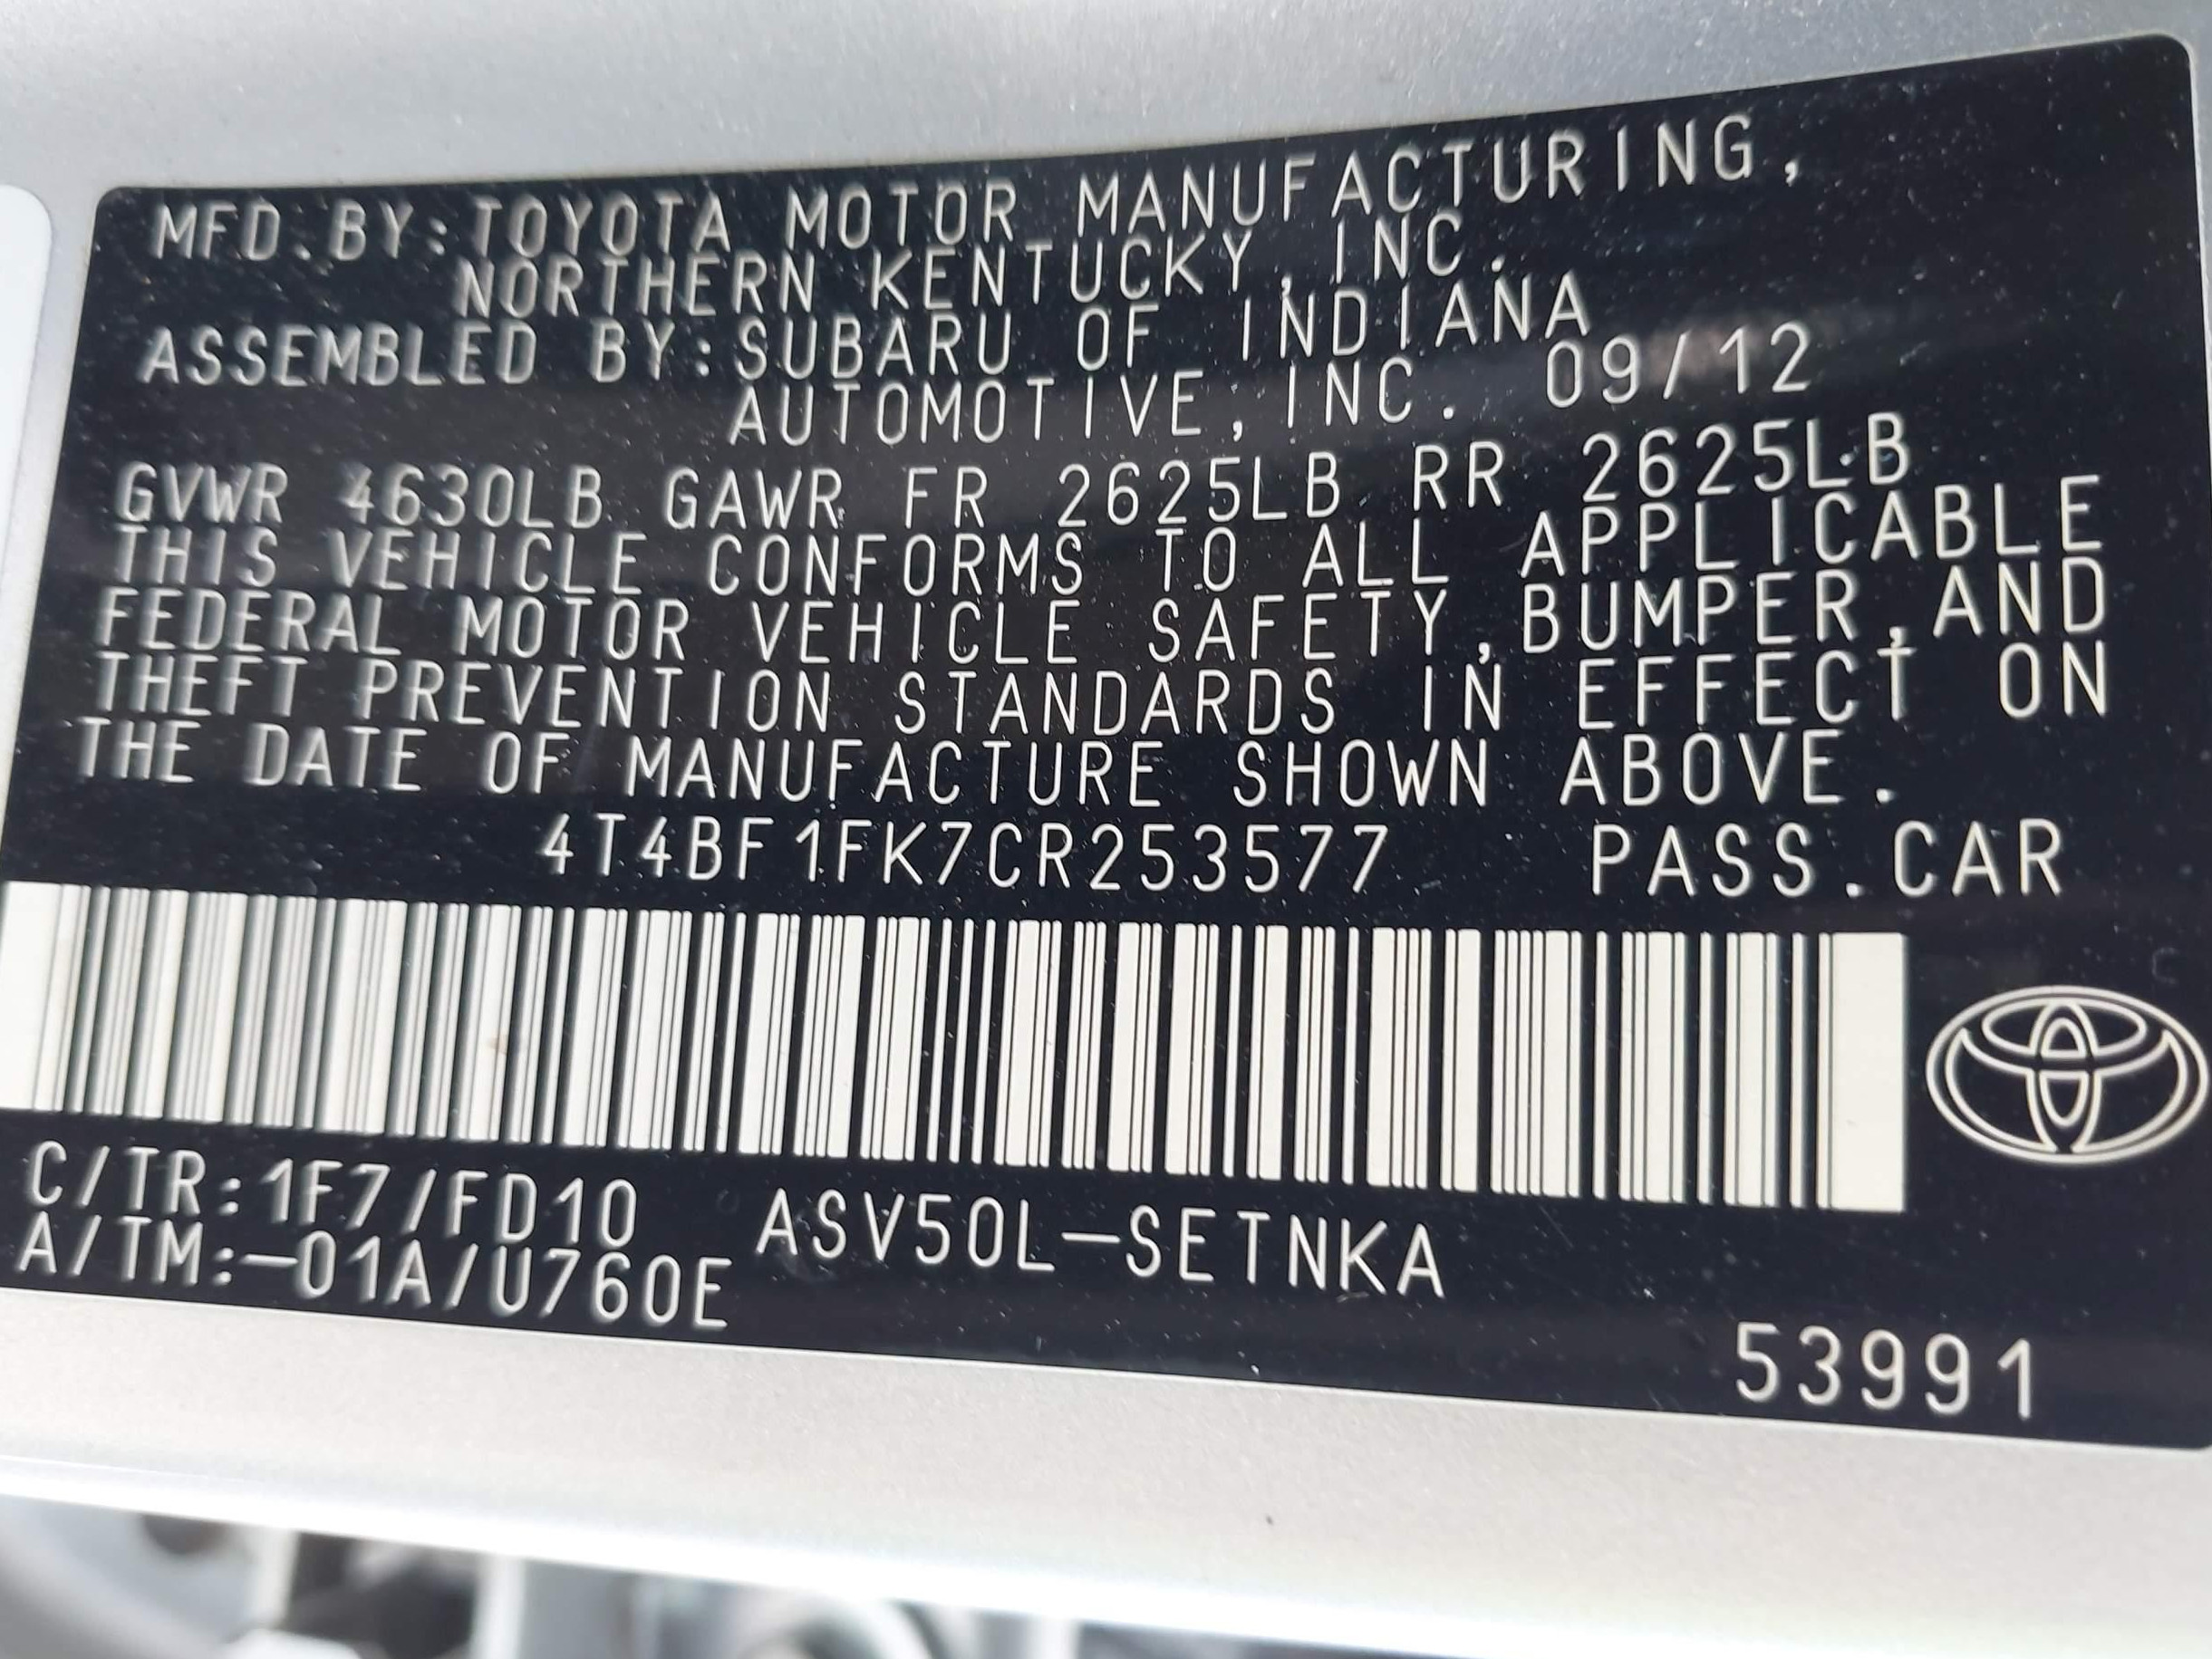 MFD.BY:TOYOTA MOTOR MANUFACTURING,
NORTHERN KENTUCKY, INC.
ASSEMBLED BY:SUBARU OF INDIANA
AUTOMOTIVE,INC. 09/12
GVWR 4630LB GAWR FR 2625LB RR 2625LB
THIS VEHICLE CONFORMS TO ALL APPLICABLE
FEDERAL MOTOR VEHICLE SAFETY,BUMPER,AND
THEFT PREVENTION STANDARDS IN EFFECT ON
THE DATE OF MANUFACTURE SHOWN ABOVE.
4T4BF1FK7CR253577 PASS.CAR
C/TR:1F7/FD10 ASV50L-SETNKA
A/TM:-01A/U760E
53991